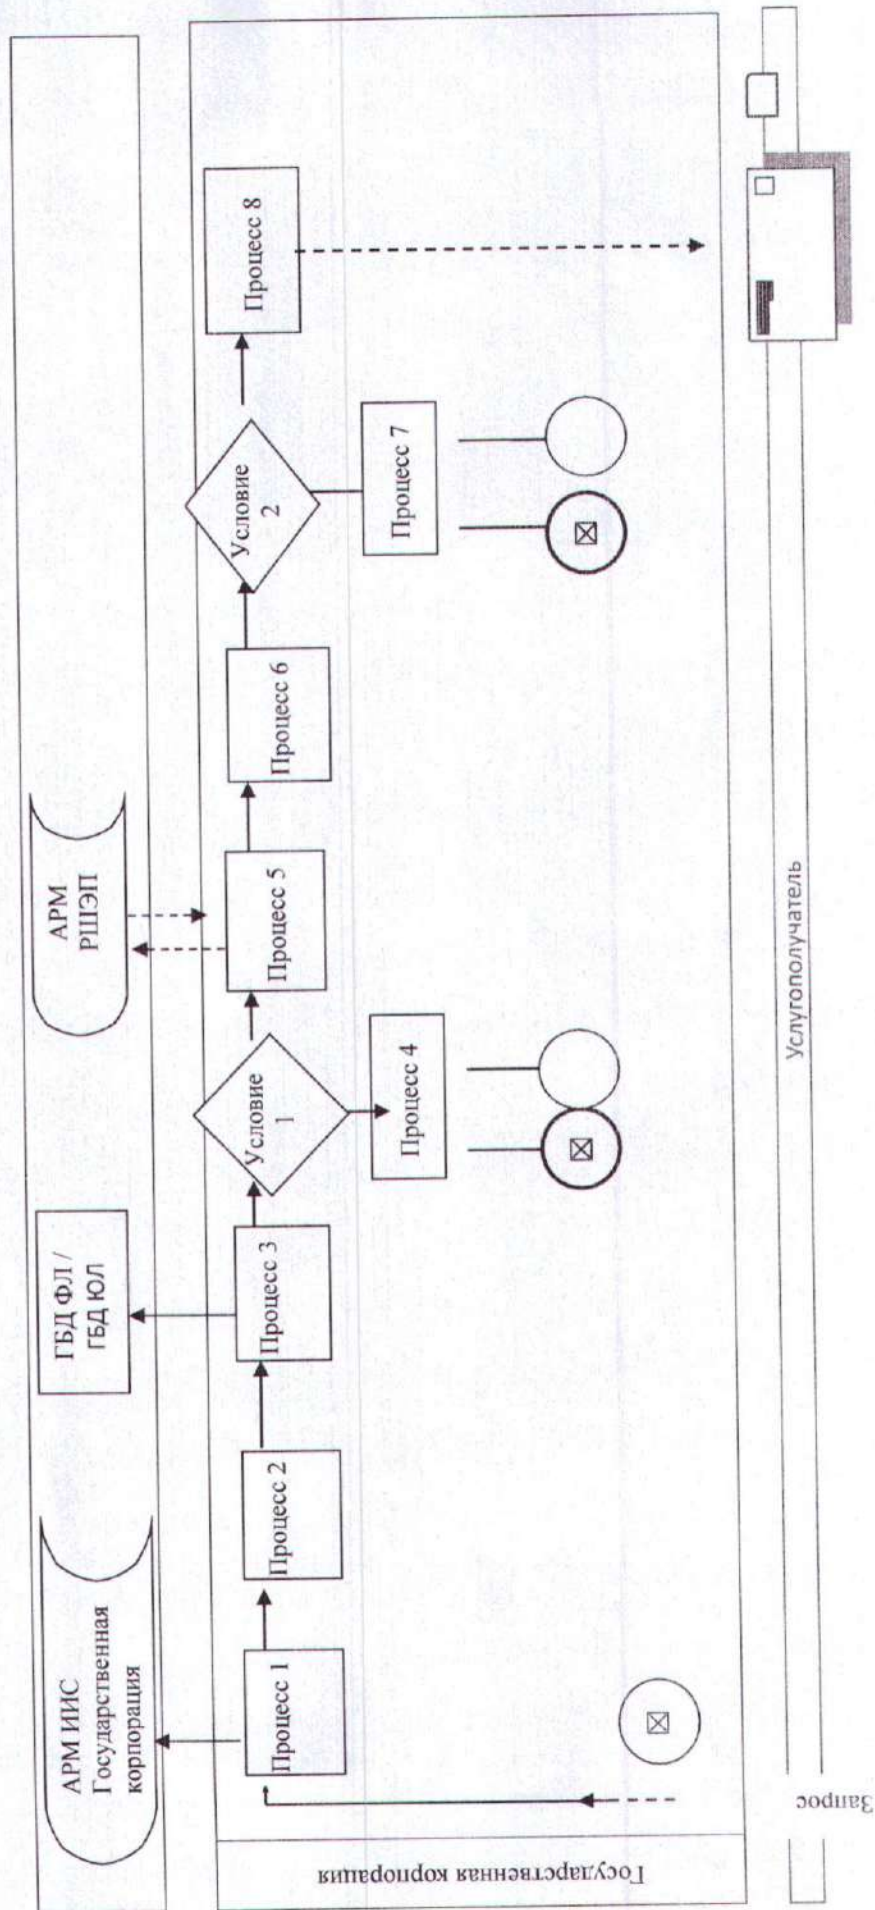 АРМ ИИС
Государственная
корпорация
ГБД ФЛ /
ГБД ЮЛ
АРМ
РШЭП
Государственная корпорация
Процесс 1
Процесс 2
Процесс 3
Условие
1
Процесс 4
Процесс 5
Процесс 6
Условие
2
Процесс 7
Процесс 8
Запрос
Услугополучатель